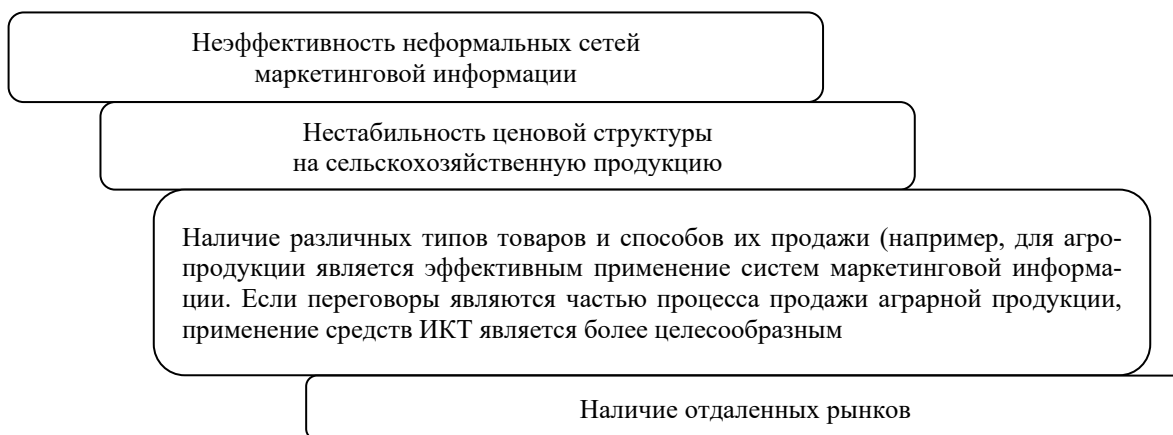 Неэффективность неформальных сетей
маркетинговой информации
Нестабильность ценовой структуры
на сельскохозяйственную продукцию
Наличие различных типов товаров и способов их продажи (например, для агро-
продукции является эффективным применение систем маркетинговой информа-
ции. Если переговоры являются частью процесса продажи аграрной продукции,
применение средств ИКТ является более целесообразным
Наличие отдаленных рынков